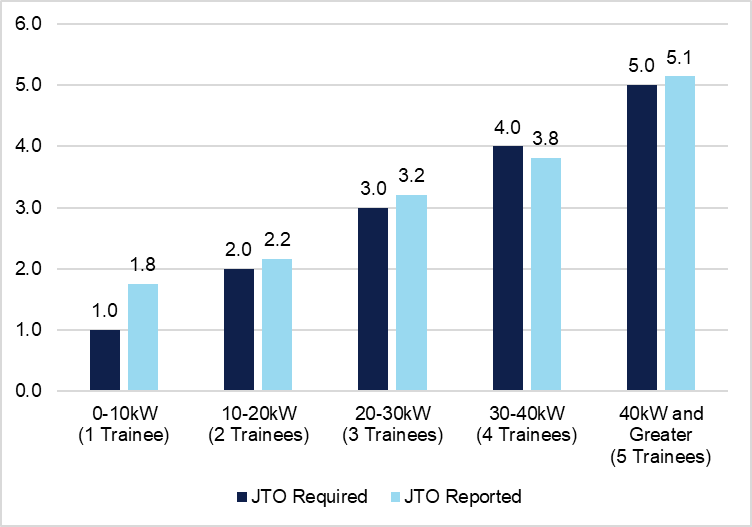 6.0
5.0
4.0
3.0
2.0
1.0
0.0
1.0
1.8
2.0
2.2
3.0
3.2
4.0
3.8
5.0
5.1
0-10kW
(1 Trainee)
10-20kW
(2 Trainees)
20-30kW
(3 Trainees)
30-40kW
(4 Trainees)
40kW and
Greater
(5 Trainees)
JTO Required
JTO Reported